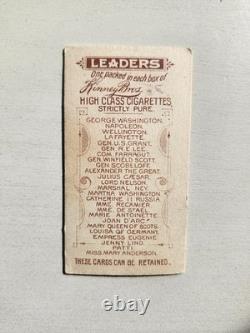 LEADERS
One packed in each box of
Kinney Bros.
HIGH CLASS CIGARETTES
STRICTLY PURE.
GEORGE WASHINGTON.
NAPOLEON.
WELLINGTON.
LAFAYETTE.
GEN. U.S. GRANT.
GEN. R.E. LEE.
COM. FARRAGUT.
GEN. WINFIELD SCOTT.
GEN. SCOBELOFF.
ALEXANDER THE GREAT.
JULIUS CÆSAR.
LORD NELSON.
MARSHAL NEY.
MARTHA WASHINGTON.
CATHERINE II RUSSIA
MME. RECAMIER.
MME. DE STAEL.
MARIE ANTOINETTE.
JOAN D'ARC.
MARY QUEEN OF SCOTS.
LOUISA OF GERMANY.
EMPRESS EUGENIE.
JENNY LIND.
PATTI.
MISS MARY ANDERSON.
THESE CARDS CAN BE RETAINED.